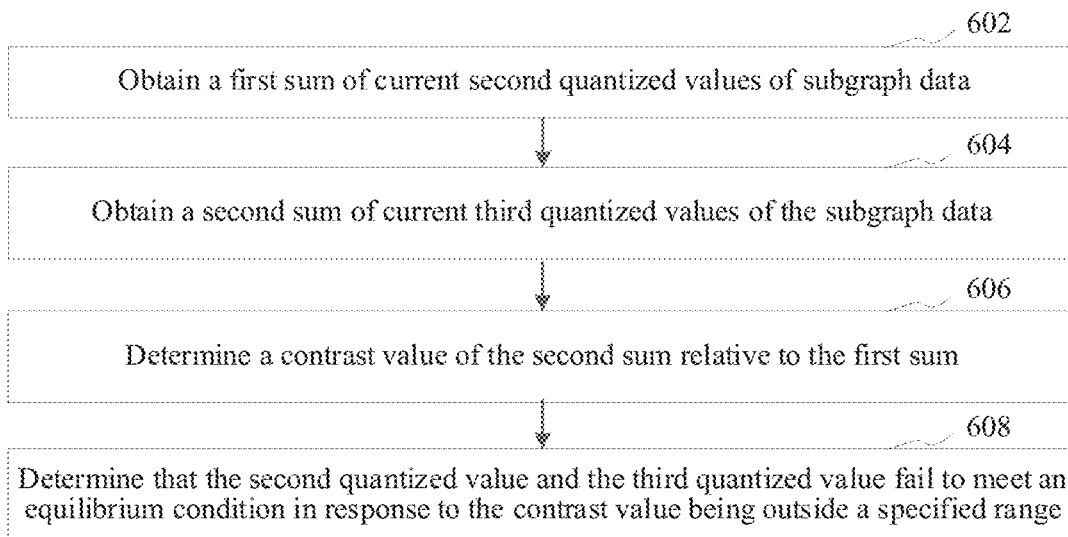 602
Obtain a first sum of current second quantized values of subgraph data
604
Obtain a second sum of current third quantized values of the subgraph data
606
Determine a contrast value of the second sum relative to the first sum
608
Determine that the second quantized value and the third quantized value fail to meet an
equilibrium condition in response to the contrast value being outside a specified range